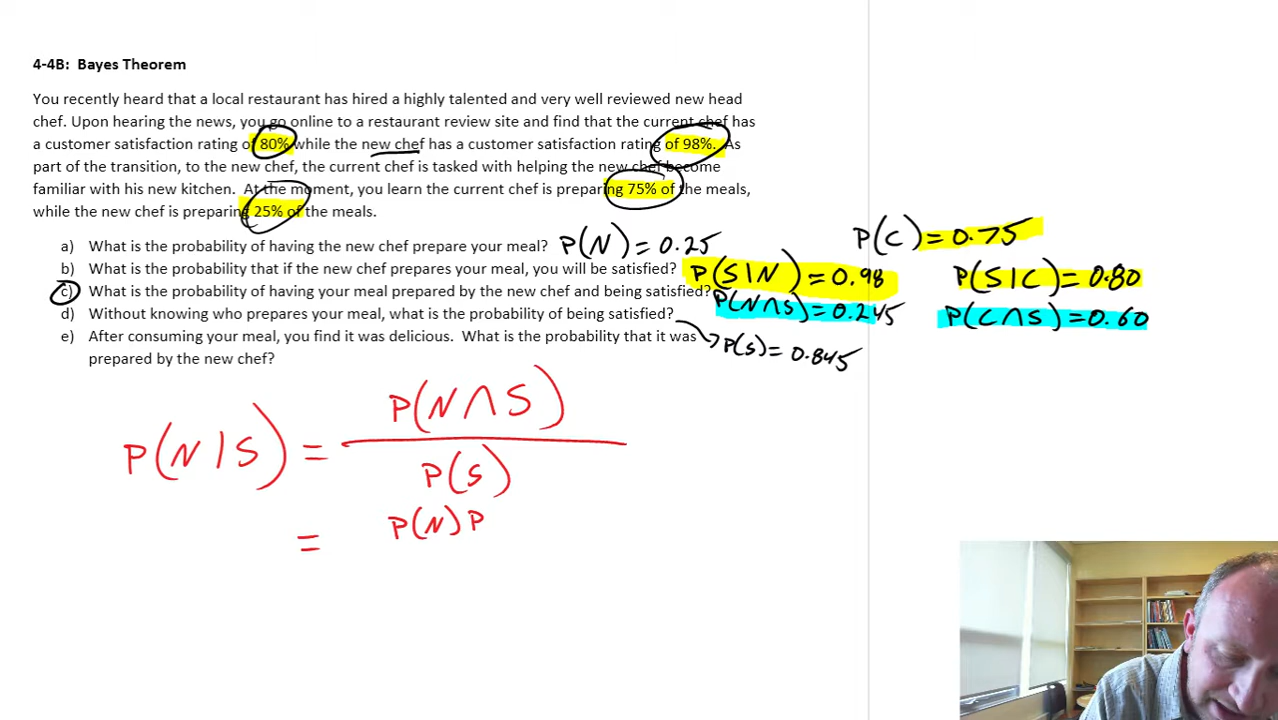 4-4B: Bayes Theorem
You recently heard that a local restaurant has hired a highly talented and very well reviewed new head
chef. Upon hearing the news, you go online to a restaurant review site and find that the current chef has
a customer satisfaction rating of 80% while the new chef has a customer satisfaction rating of 98%. As
part of the transition, to the new chef, the current chef is tasked with helping the new chef become
familiar with his new kitchen. At the moment, you learn the current chef is preparing 75% of the meals,
while the new chef is preparing 25% of the meals.
a) What is the probability of having the new chef prepare your meal? P(N) = 0.25 P(C) = 0.75
b) What is the probability that if the new chef prepares your meal, you will be satisfied? P(S|N) = 0.98 P(S|C) = 0.80
c) What is the probability of having your meal prepared by the new chef and being satisfied? P(N∩S) = 0.245 P(C∩S) = 0.60
d) Without knowing who prepares your meal, what is the probability of being satisfied?
e) After consuming your meal, you find it was delicious. What is the probability that it was P(S) = 0.845
prepared by the new chef?
P(N∩S)
P(N|S) =
P(S)
= P(N) P